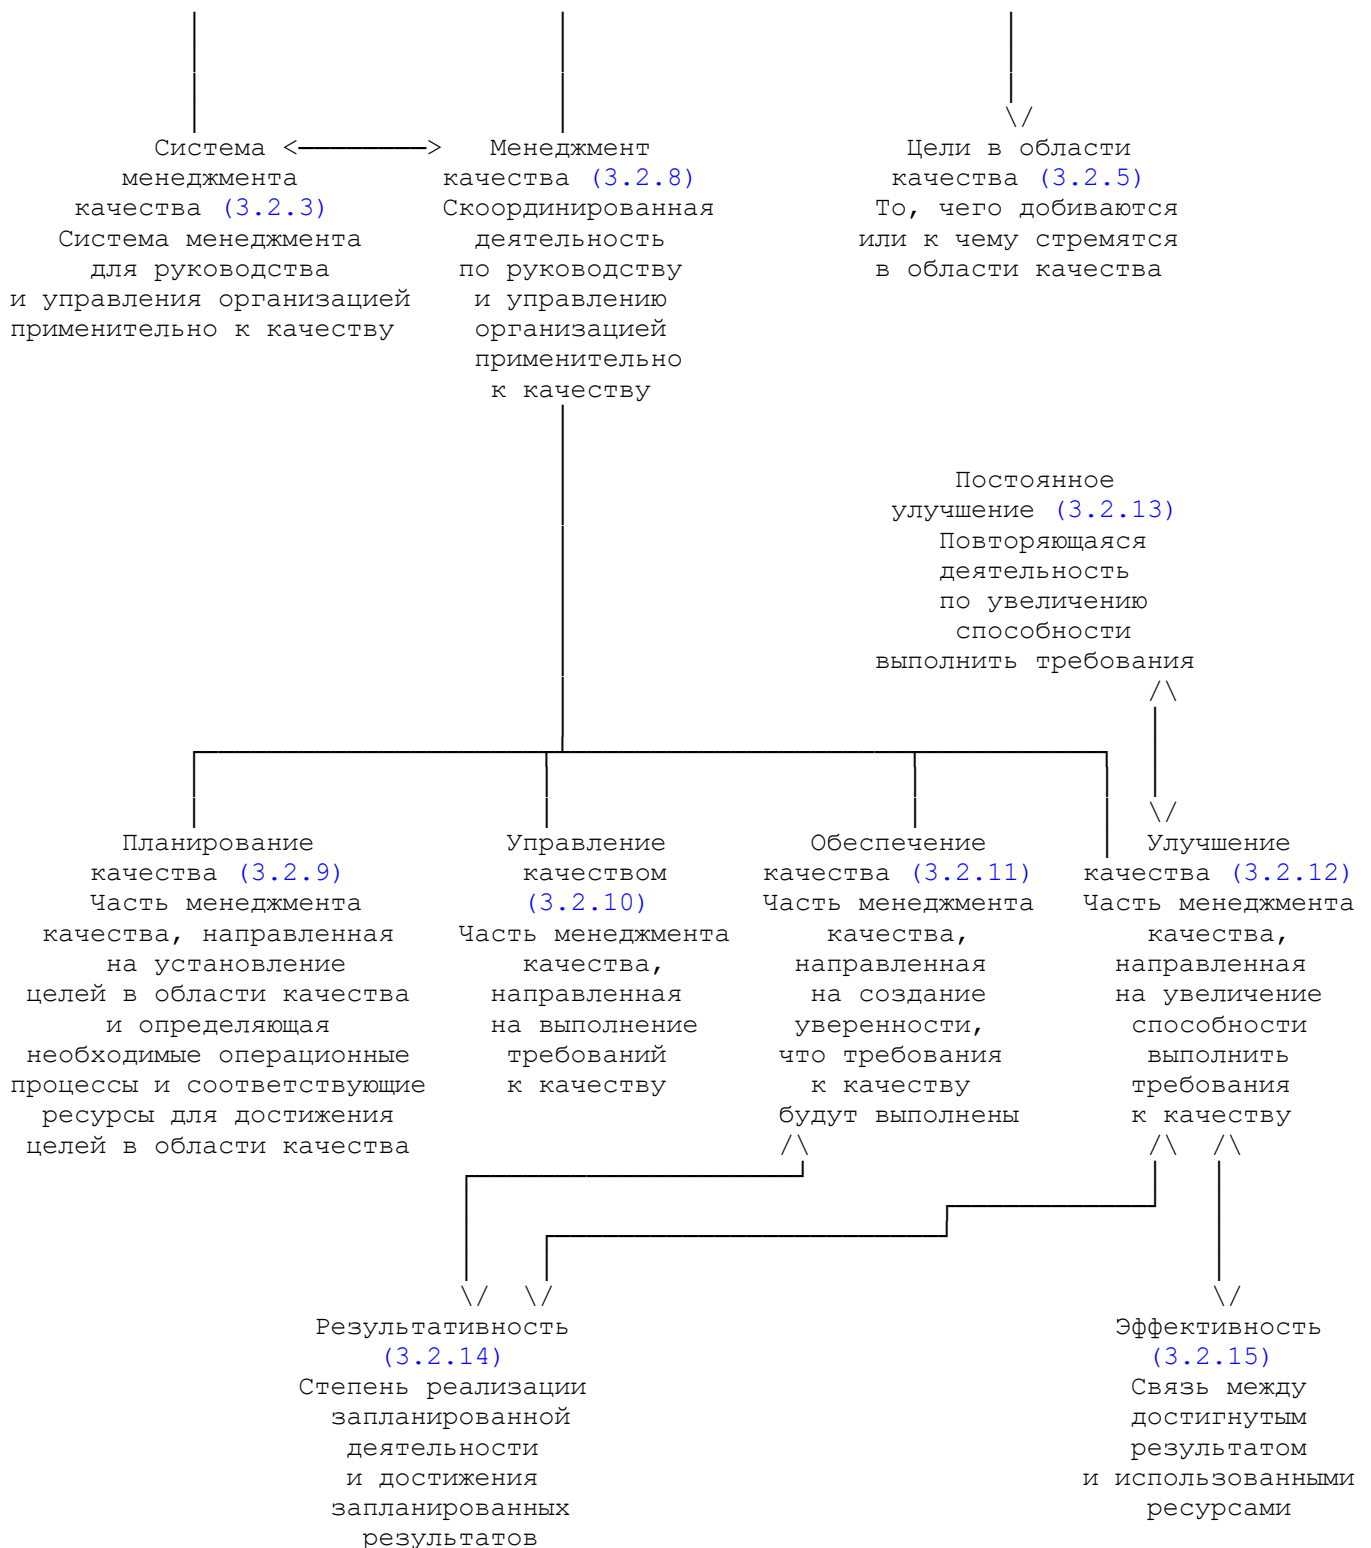 Система <────────> Менеджмент Цели в области
менеджмента качества (3.2.8) качества (3.2.5)
качества (3.2.3) Скоординированная То, чего добиваются
Система менеджмента деятельность или к чему стремятся
для руководства по руководству в области качества
и управления организацией и управлению
применительно к качеству организацией
применительно
к качеству
Постоянное
улучшение (3.2.13)
Повторяющаяся
деятельность
по увеличению
способности
выполнить требования
Планирование Управление Обеспечение Улучшение
качества (3.2.9) качеством качества (3.2.11) качества (3.2.12)
Часть менеджмента (3.2.10) Часть менеджмента Часть менеджмента
качества, направленная Часть менеджмента качества, качества,
на установление качества, направленная направленная
целей в области качества направленная на создание на увеличение
и определяющая на выполнение уверенности, способности
необходимые операционные требований что требования выполнить
процессы и соответствующие к качеству к качеству требования
ресурсы для достижения будут выполнены к качеству
целей в области качества
Результативность Эффективность
(3.2.14) (3.2.15)
Степень реализации Связь между
запланированной достигнутым
деятельности результатом
и достижения и использованными
запланированных ресурсами
результатов